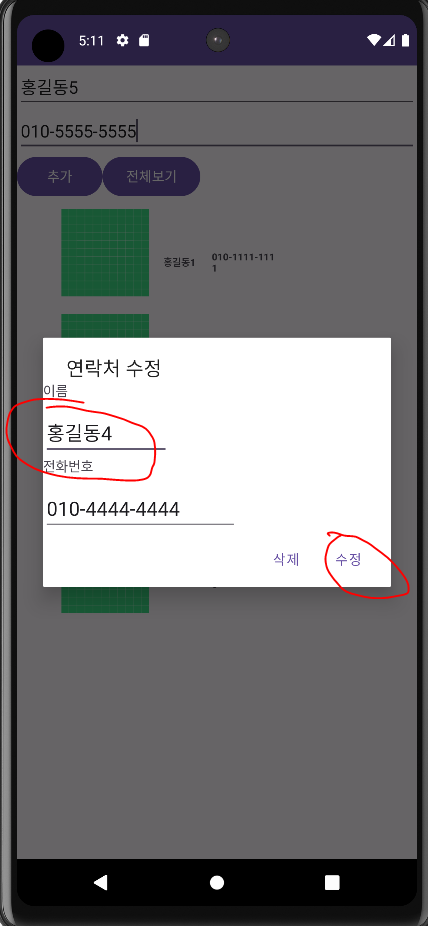 5:11
홍길동5
010-5555-5555
추가 전체보기
홍길동1 010-1111-111
1
연락처 수정
이름
홍길동4
전화번호
010-4444-4444
삭제 수정